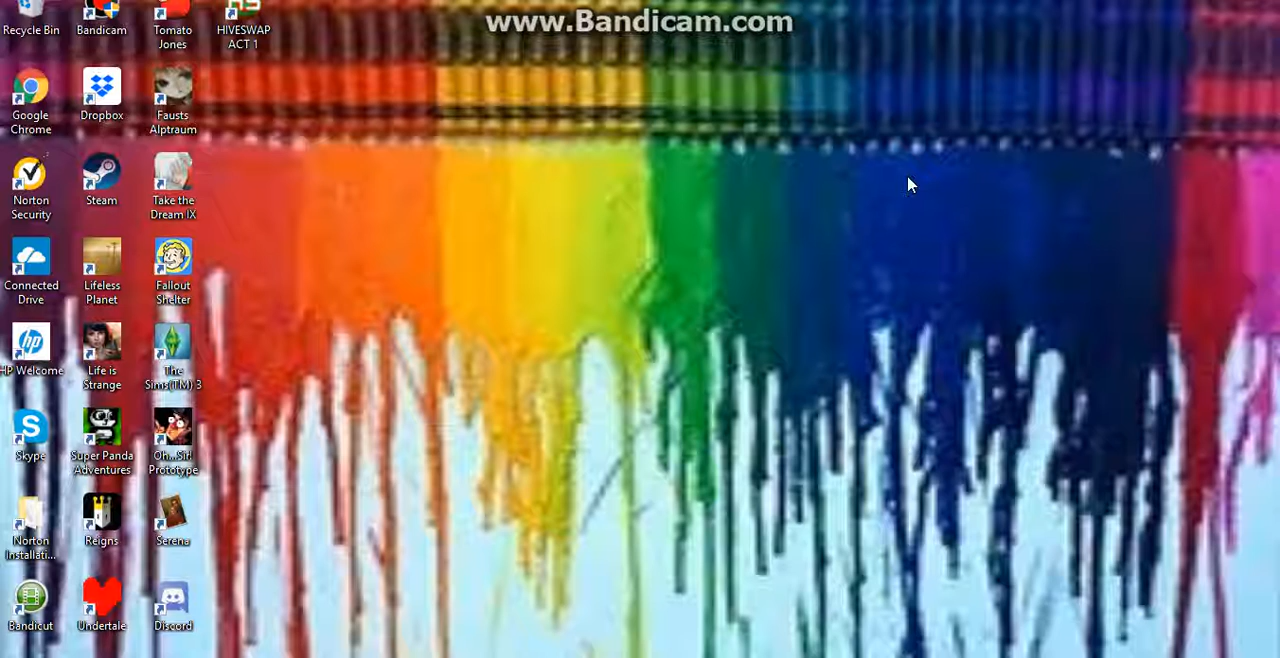 www.Bandicam.com
Recycle Bin
Bandicam
Tomato
Jones
HIVESWAP
ACT 1
Google
Chrome
Dropbox
Fausts
Alptraum
Norton
Security
Steam
Take the
Dream IX
Connected
Drive
Lifeless
Planet
Fallout
Shelter
HP Welcome
Life is
Strange
The
Sims(TM) 3
Skype
Super Panda
Adventures
Oh...Sir!
Prototype
Norton
Installati...
Reigns
Serena
Bandicut
Undertale
Discord